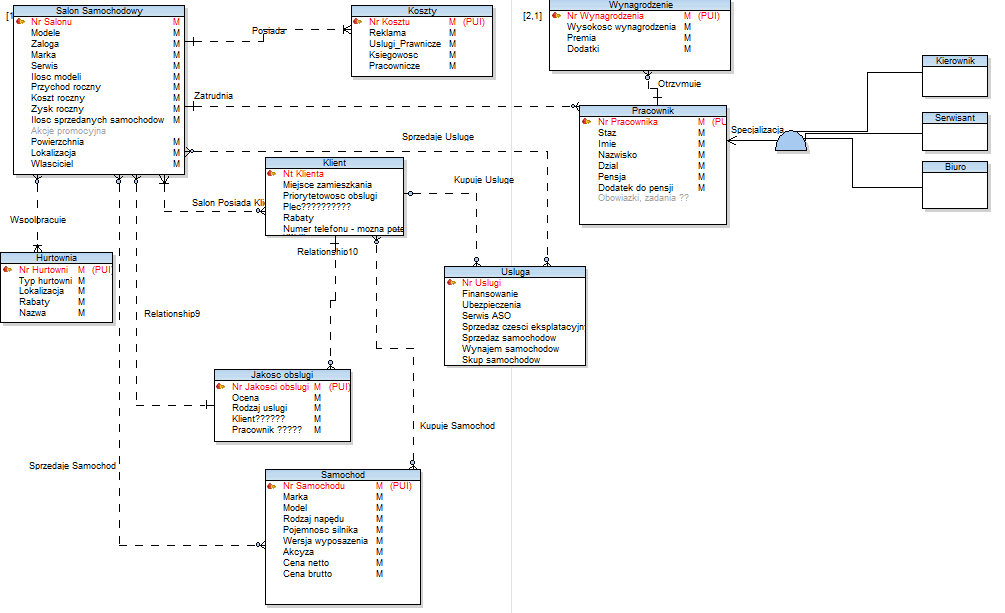 [1
Salon Samochodowy
Nr Salonu M
Modele M
Zaloga M
Marka M
Serwis M
Ilosc modeli M
Przychod roczny M
Koszt roczny M
Zysk roczny M
Ilosc sprzedanych samochodow M
Akcje promocyjna
Powierzchnia M
Lokalizacja M
Wlasciciel M
Posiada
Koszty
Nr Kosztu M (PUI)
Reklama M
Uslugi_Prawnicze M
Ksiegowosc M
Pracownicze M
[2,1]
Wynagrodzenie
Nr Wynagrodzenia M (PUI)
Wysokosc wynagrodzenia M
Premia M
Dodatki M
Otrzymuje
Zatrudnia
Pracownik
Nr Pracownika M (PU
Staz M
Imie M
Nazwisko M
Dzial M
Pensja M
Dodatek do pensji M
Obowiazki, zadania ??
Specjalizacja
Kierownik
Serwisant
Biuro
Sprzedaje Usluge
Klient
Nt Klienta
Miejsce zamieszkania
Priorytetowosc obslugi
Plec??????????
Rabaty
Numer telefonu - mozna pote
Kupuje Usluge
Salon Posiada Kli
Wspolpracuje
Relationship10
Hurtownia
Nr Hurtowni M (PUI
Typ hurtowni M
Lokalizacja M
Rabaty M
Nazwa M
Usluga
Nr Uslugi
Finansowanie
Ubezpieczenia
Serwis ASO
Sprzedaz czesci eksplatacyjn
Sprzedaz samochodow
Wynajem samochodow
Skup samochodow
Relationship9
Jakosc obslugi
Nr Jakosci obslugi M (PUI)
Ocena M
Rodzaj uslugi M
Klient?????? M
Pracownik ????? M
Kupuje Samochod
Sprzedaje Samochod
Samochod
Nr Samochodu M (PUI)
Marka M
Model M
Rodzaj napędu M
Pojemnosc silnika M
Wersja wyposazenia M
Akcyza M
Cena netto M
Cena brutto M